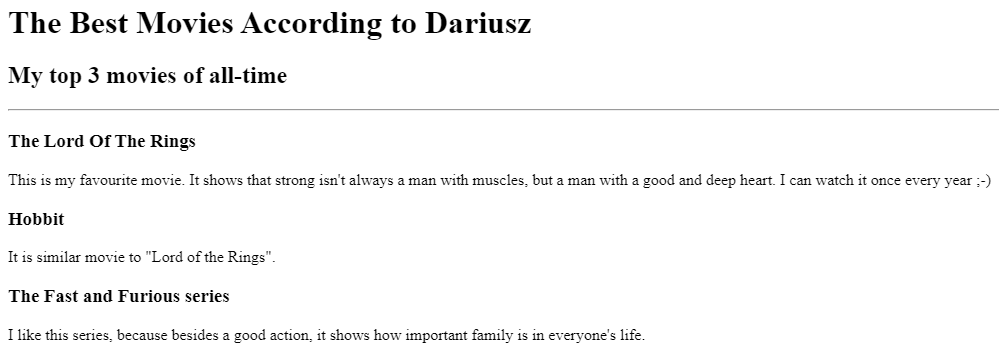 The Best Movies According to Dariusz
My top 3 movies of all-time
The Lord Of The Rings
This is my favourite movie. It shows that strong isn't always a man with muscles, but a man with a good and deep heart. I can watch it once every year ;-)
Hobbit
It is similar movie to "Lord of the Rings".
The Fast and Furious series
I like this series, because besides a good action, it shows how important family is in everyone's life.